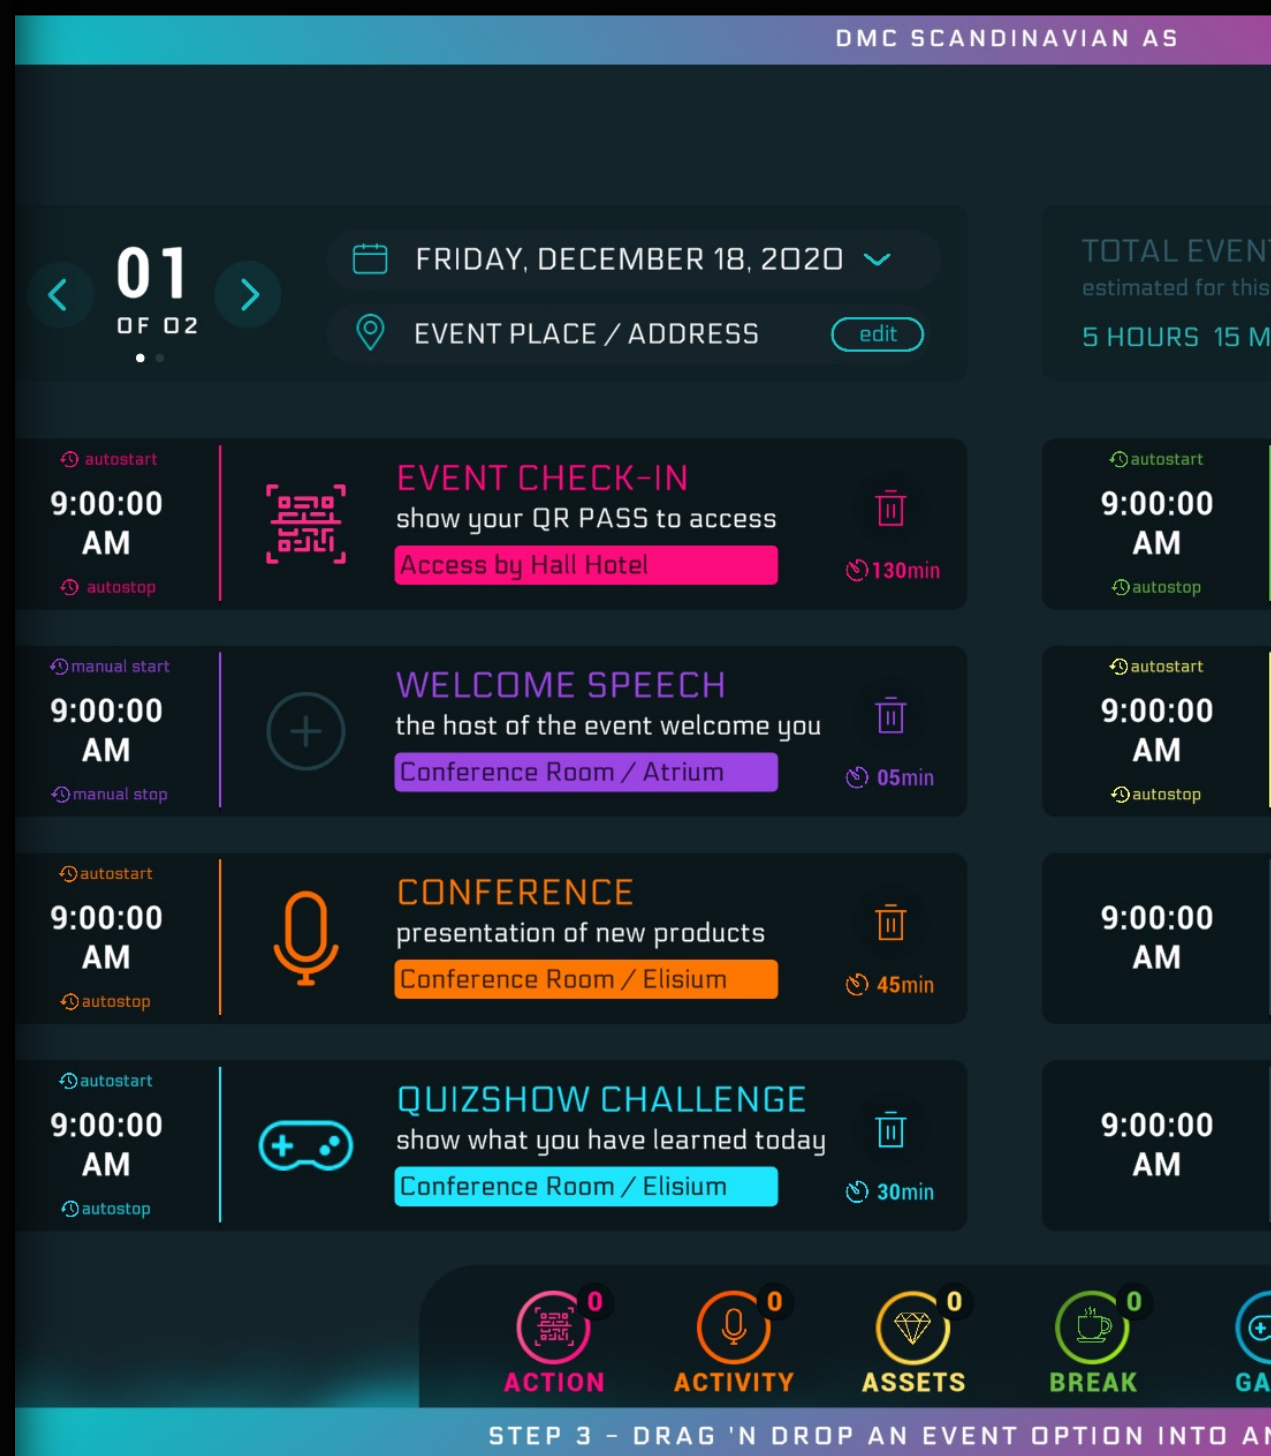 DMC SCANDINAVIAN AS
01
OF 02
FRIDAY, DECEMBER 18, 2020
EVENT PLACE / ADDRESS
edit
TOTAL EVENT
estimated for this
5 HOURS 15 M
autostart
9:00:00
AM
autostop
EVENT CHECK-IN
show your QR PASS to access
Access by Hall Hotel
130min
autostart
9:00:00
AM
autostop
manual start
9:00:00
AM
manual stop
WELCOME SPEECH
the host of the event welcome you
Conference Room / Atrium
05min
autostart
9:00:00
AM
autostop
autostart
9:00:00
AM
autostop
CONFERENCE
presentation of new products
Conference Room / Elisium
45min
9:00:00
AM
autostart
9:00:00
AM
autostop
QUIZSHOW CHALLENGE
show what you have learned today
Conference Room / Elisium
30min
9:00:00
AM
0
ACTION
0
ACTIVITY
0
ASSETS
0
BREAK
GA
STEP 3 - DRAG 'N DROP AN EVENT OPTION INTO AN